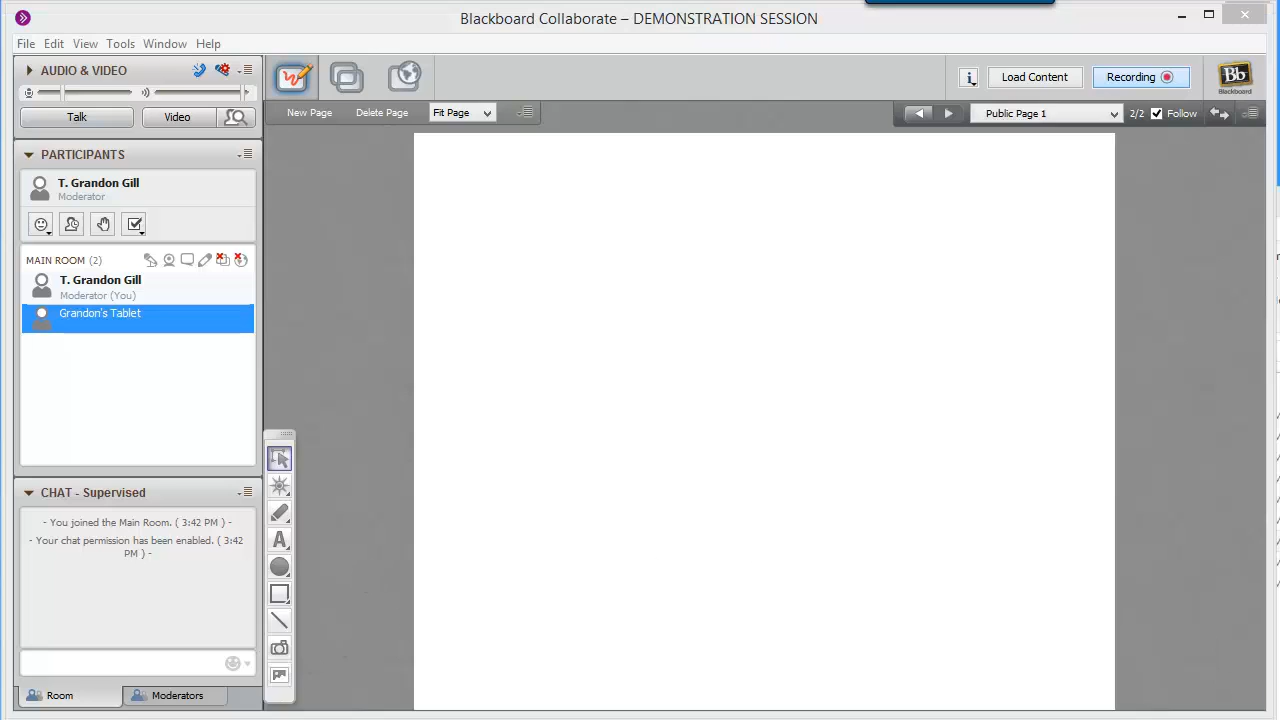 Blackboard Collaborate – DEMONSTRATION SESSION
File Edit View Tools Window Help
AUDIO & VIDEO
Talk Video
PARTICIPANTS
T. Grandon Gill
Moderator
MAIN ROOM (2)
T. Grandon Gill
Moderator (You)
Grandon's Tablet
CHAT - Supervised
- You joined the Main Room. ( 3:42 PM ) -
- Your chat permission has been enabled. ( 3:42
PM ) -
Room Moderators
i Load Content Recording Bb
Blackboard
New Page Delete Page Fit Page Public Page 1 2/2 Follow
A